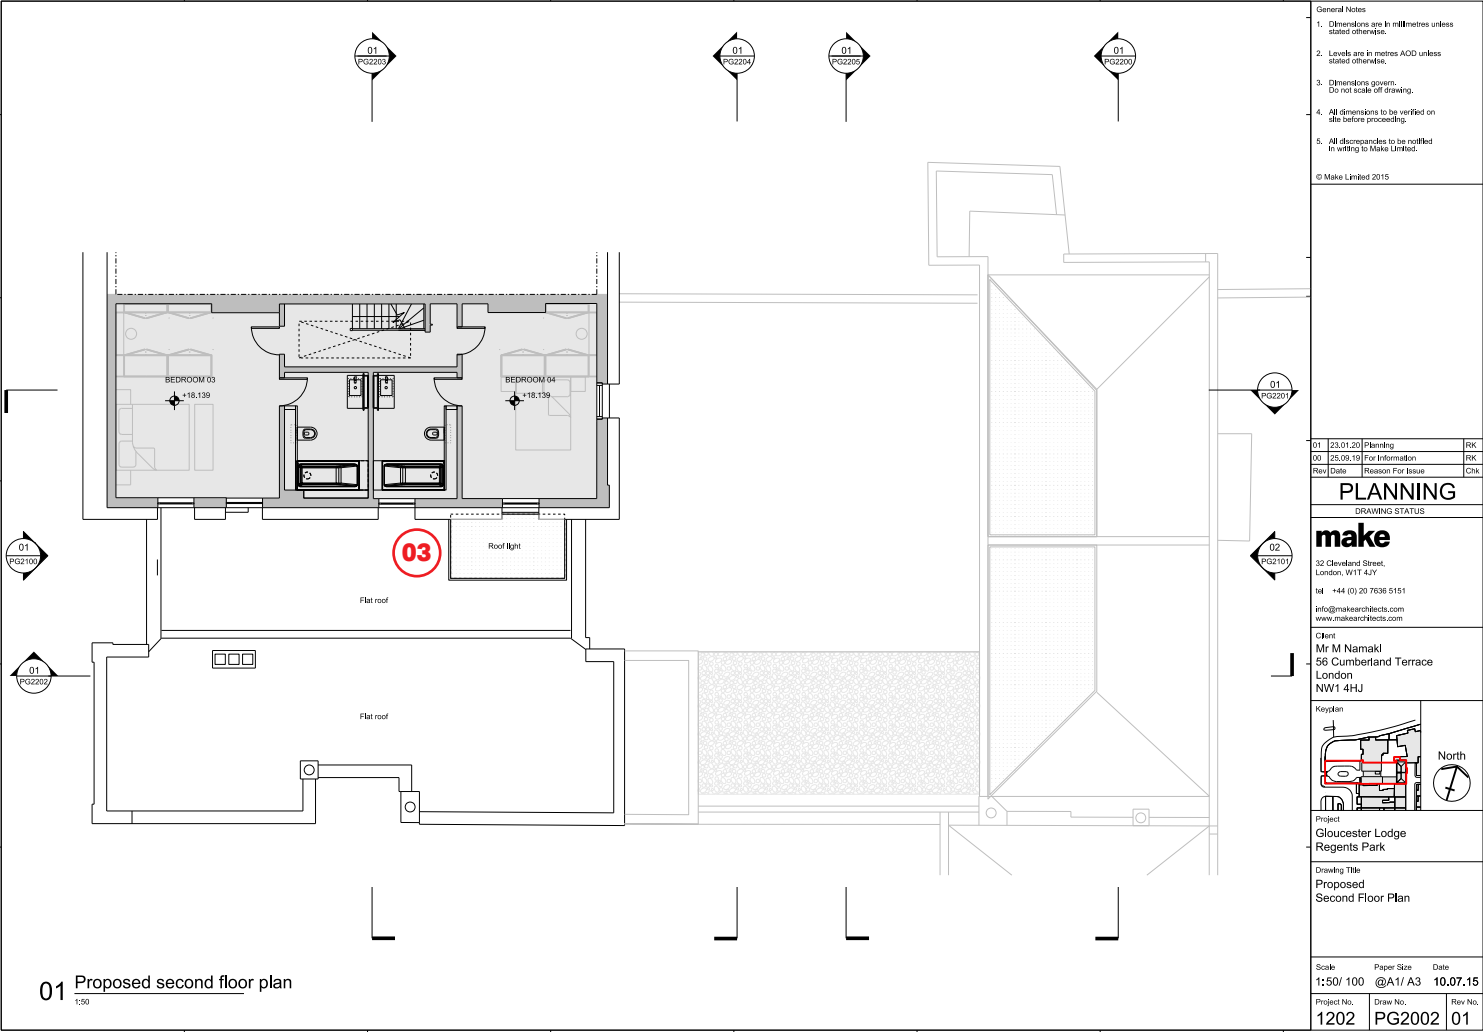 01
PG2203
01
PG2204
01
PG2205
01
PG2200
General Notes
1. Dimensions are in millimetres unless
stated otherwise.
2. Levels are in metres AOD unless
stated otherwise.
3. Dimensions govern.
Do not scale off drawing.
4. All dimensions to be verified on
site before proceeding.
5. All discrepancies to be notified
in writing to Make Limited.
© Make Limited 2015
BEDROOM 03
+18.139
BEDROOM 04
+18.139
01
PG2201
01 23.01.20 Planning RK
00 25.09.19 For Information RK
Rev Date Reason For Issue Chk
PLANNING
DRAWING STATUS
make
32 Cleveland Street,
London, W1T 4JY
tel +44 (0) 20 7636 5151
info@makearchitects.com
www.makearchitects.com
01
PG2100
03
Roof light
02
PG2101
Flat roof
01
PG2202
Flat roof
Client
Mr M Namaki
56 Cumberland Terrace
London
NW1 4HJ
Keyplan
North
Project
Gloucester Lodge
Regents Park
Drawing Title
Proposed
Second Floor Plan
01 Proposed second floor plan
1:50
Scale Paper Size Date
1:50/ 100 @A1/ A3 10.07.15
Project No. Draw No. Rev No.
1202 PG2002 01